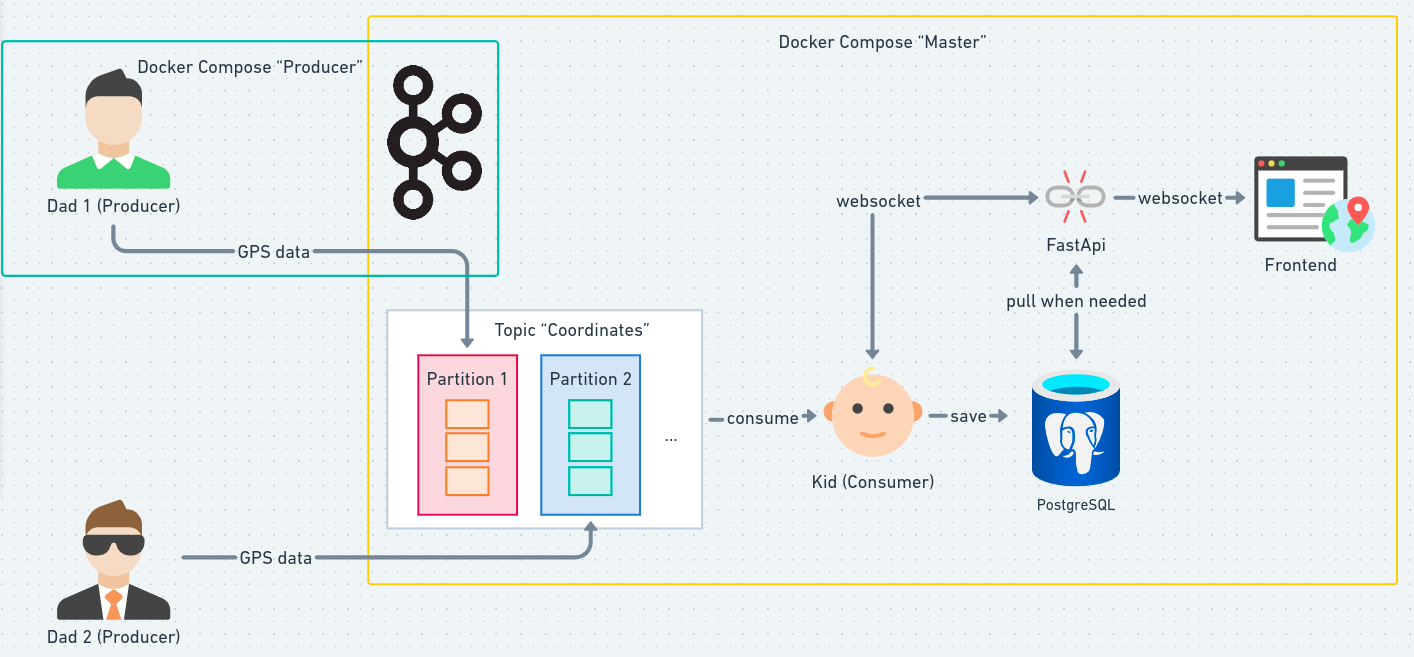 Docker Compose “Master”
Docker Compose “Producer”
Dad 1 (Producer)
GPS data
websocket
websocket
FastApi
Frontend
pull when needed
Topic “Coordinates”
Partition 1
Partition 2
...
consume
save
Kid (Consumer)
PostgreSQL
GPS data
Dad 2 (Producer)